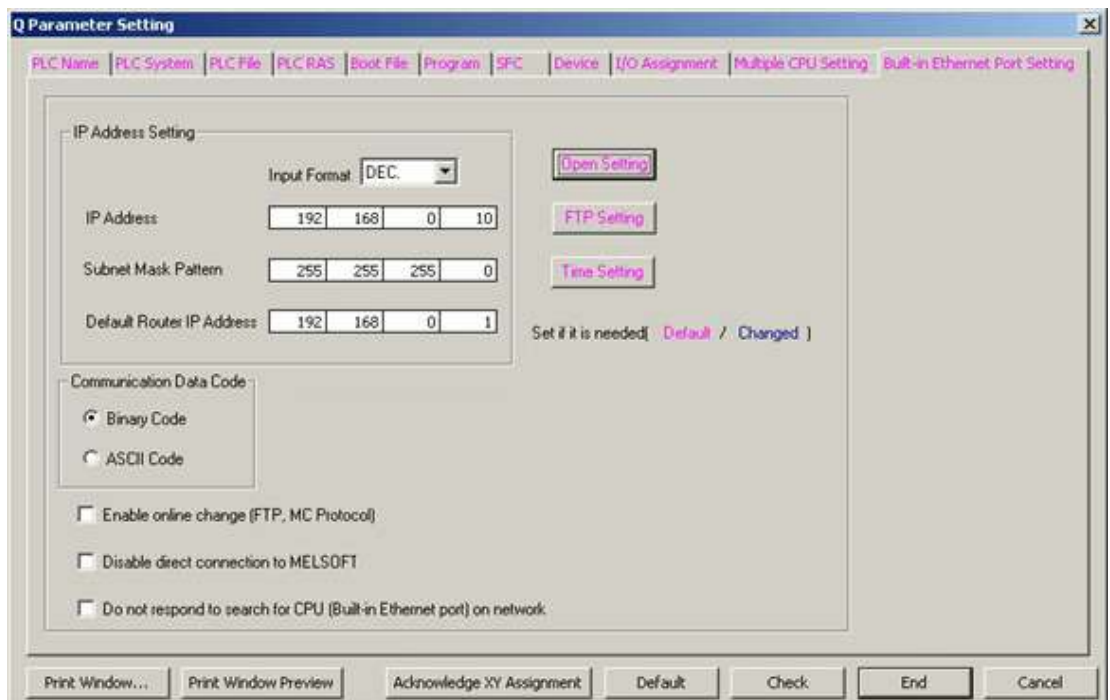 Q Parameter Setting
PLC Name PLC System PLC File PLC RAS Boot File Program SFC Device I/O Assignment Multiple CPU Setting Built-in Ethernet Port Setting
IP Address Setting
Input Format DEC.
IP Address 192 168 0 10
Subnet Mask Pattern 255 255 255 0
Default Router IP Address 192 168 0 1
Open Setting
FTP Setting
Time Setting
Set if it is needed( Default / Changed )
Communication Data Code
Binary Code
ASCII Code
Enable online change (FTP, MC Protocol)
Disable direct connection to MELSOFT
Do not respond to search for CPU (Built-in Ethernet port) on network
Print Window... Print Window Preview Acknowledge XY Assignment Default Check End Cancel